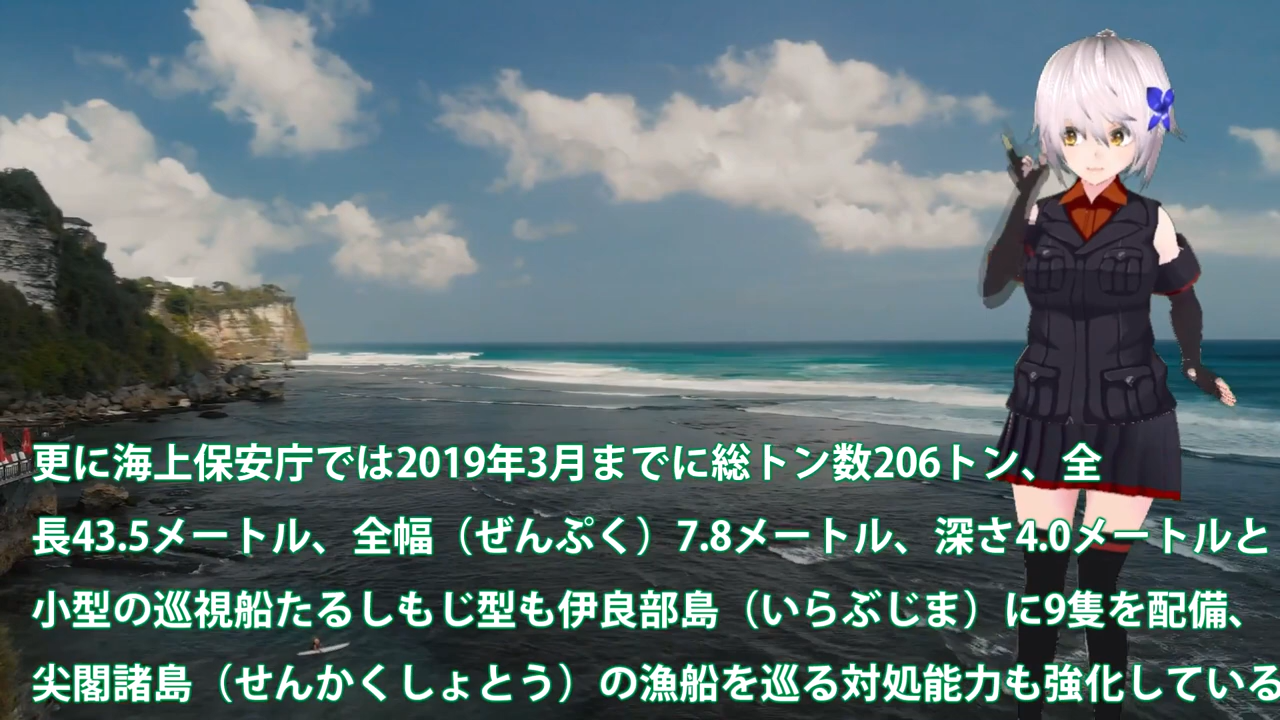 更に海上保安庁では2019年3月までに総トン数206トン、全
長43.5メートル、全幅（ぜんぷく）7.8メートル、深さ4.0メートルと
小型の巡視船たるしもじ型も伊良部島（いらぶじま）に9隻を配備、
尖閣諸島（せんかくしょとう）の漁船を巡る対処能力も強化している